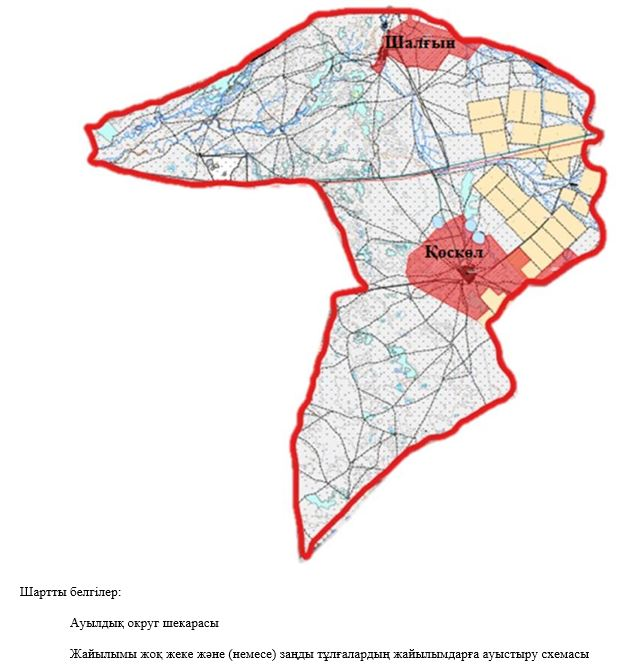 Шалғын
Қоскөл
Шартты белгілер:
Ауылдық округ шекарасы
Жайылымы жоқ жеке және (немесе) заңды тұлғалардың жайылымдарға ауыстыру схемасы